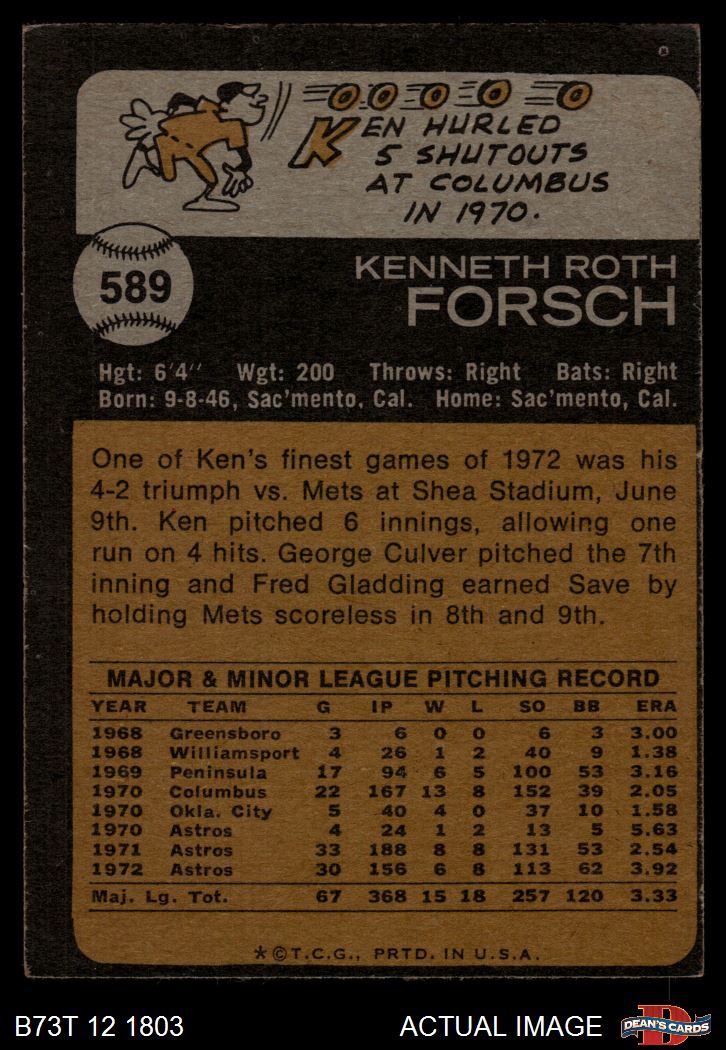 KEN HURLED
5 SHUTOUTS
AT COLUMBUS
IN 1970.
589
KENNETH ROTH
FORSCH
Hgt: 6'4" Wgt: 200 Throws: Right Bats: Right
Born: 9-8-46, Sac'mento, Cal. Home: Sac'mento, Cal.
One of Ken's finest games of 1972 was his
4-2 triumph vs. Mets at Shea Stadium, June
9th. Ken pitched 6 innings, allowing one
run on 4 hits. George Culver pitched the 7th
inning and Fred Gladding earned Save by
holding Mets scoreless in 8th and 9th.
MAJOR & MINOR LEAGUE PITCHING RECORD
YEAR TEAM G IP W L SO BB ERA
1968 Greensboro 3 6 0 0 6 3 3.00
1968 Williamsport 4 26 1 2 40 9 1.38
1969 Peninsula 17 94 6 5 100 53 3.16
1970 Columbus 22 167 13 8 152 39 2.05
1970 Okla. City 5 40 4 0 37 10 1.58
1970 Astros 4 24 1 2 13 5 5.63
1971 Astros 33 188 8 8 131 53 2.54
1972 Astros 30 156 6 8 113 62 3.92
Maj. Lg. Tot. 67 368 15 18 257 120 3.33
*©T.C.G., PRTD. IN U.S.A.
B73T 12 1803 ACTUAL IMAGE DEAN'S CARDS